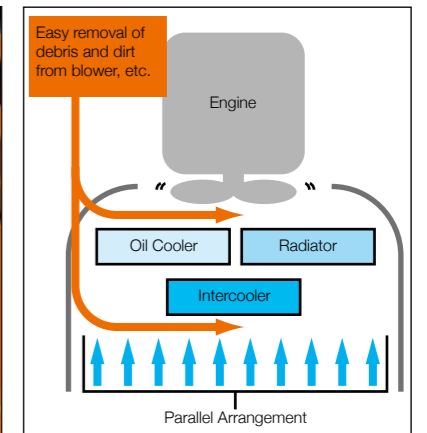 Easy removal of
debris and dirt
from blower, etc.
Engine
Oil Cooler
Radiator
Intercooler
Parallel Arrangement